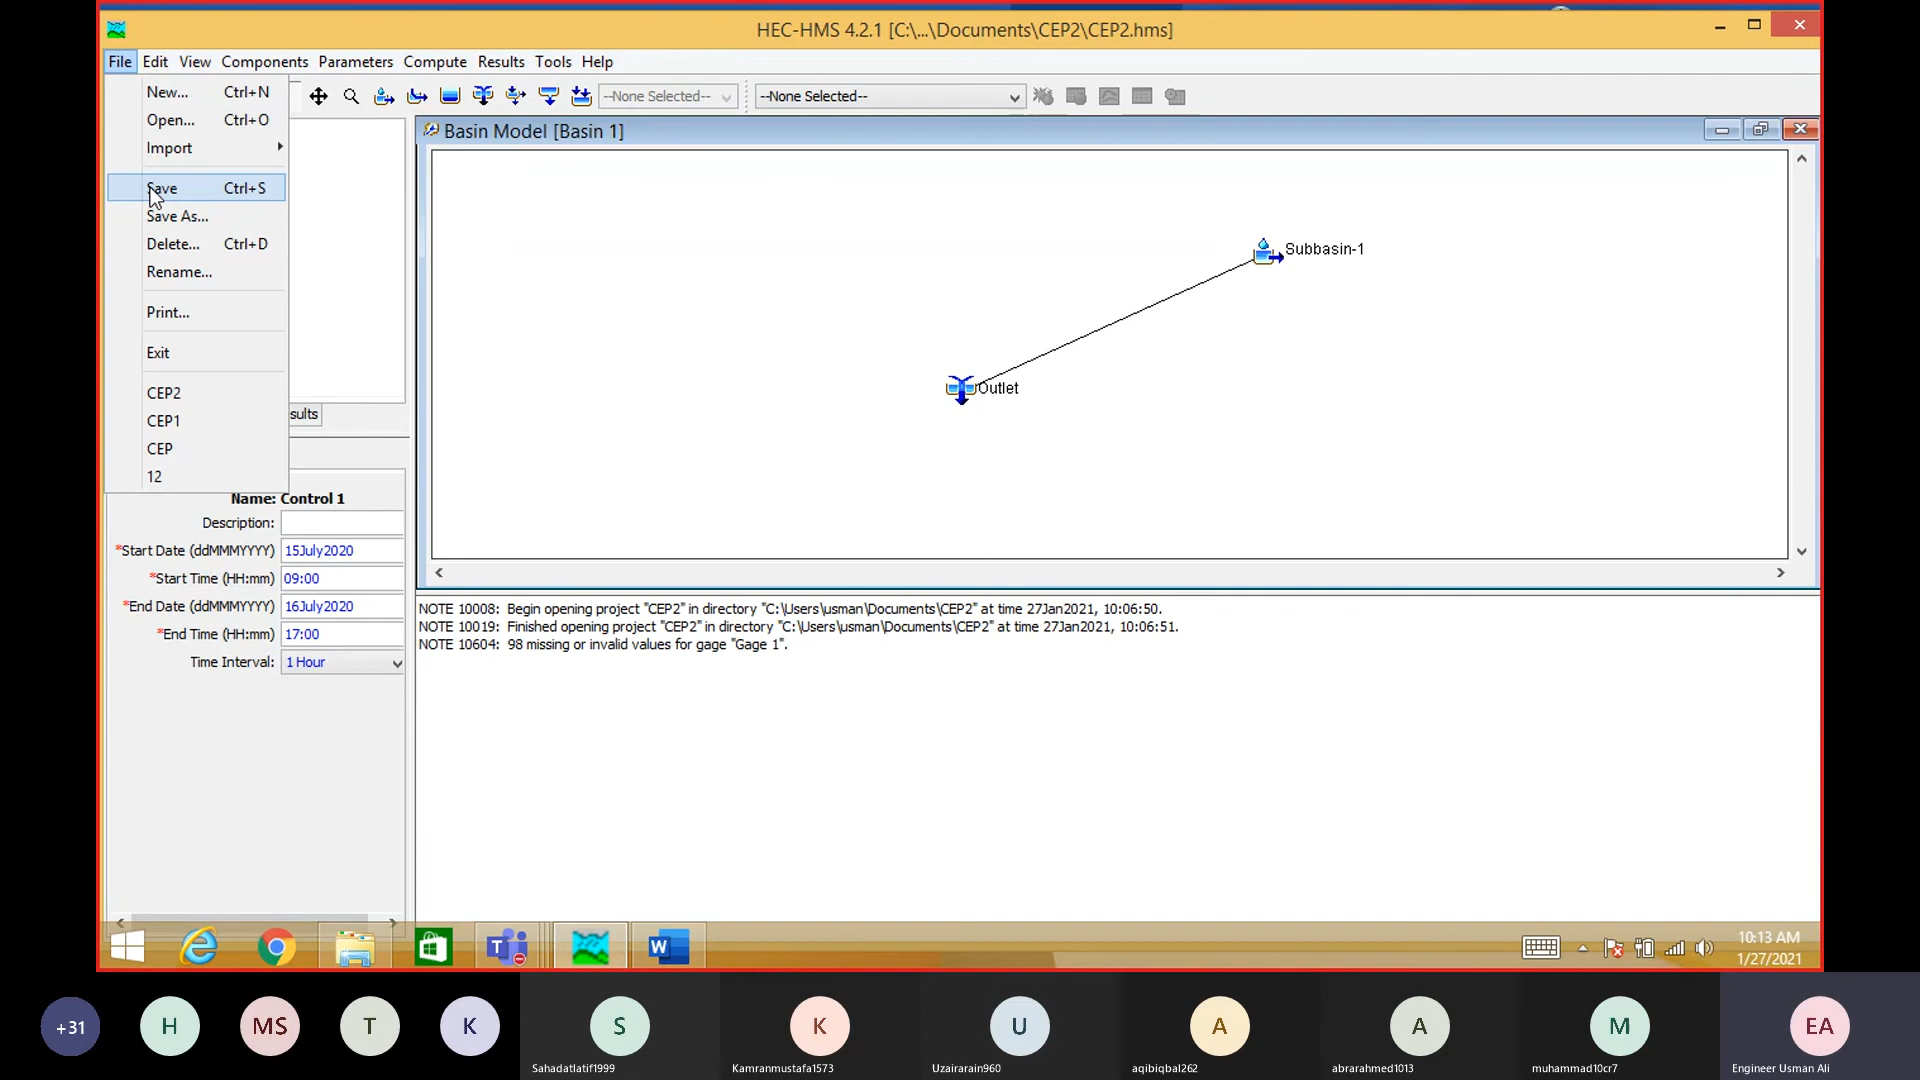 HEC-HMS 4.2.1 [C:\...\Documents\CEP2\CEP2.hms]
File Edit View Components Parameters Compute Results Tools Help
New... Ctrl+N
Open... Ctrl+O
Import
Save Ctrl+S
Save As...
Delete... Ctrl+D
Rename...
Print...
Exit
CEP2
CEP1
CEP
12
--None Selected--
--None Selected--
Basin Model [Basin 1]
Subbasin-1
Outlet
sults
Name: Control 1
Description:
*Start Date (ddMMMYYYY) 15July2020
*Start Time (HH:mm) 09:00
*End Date (ddMMMYYYY) 16July2020
*End Time (HH:mm) 17:00
Time Interval: 1 Hour
NOTE 10008: Begin opening project "CEP2" in directory "C:\Users\usman\Documents\CEP2" at time 27Jan2021, 10:06:50.
NOTE 10019: Finished opening project "CEP2" in directory "C:\Users\usman\Documents\CEP2" at time 27Jan2021, 10:06:51.
NOTE 10604: 98 missing or invalid values for gage "Gage 1".
10:13 AM
1/27/2021
+31
H
MS
T
K
S
K
U
A
A
M
EA
Sahadatlatif1999
Kamranmustafa1573
Uzairarain960
aqibiqbal262
abrarahmed1013
muhammad10cr7
Engineer Usman Ali